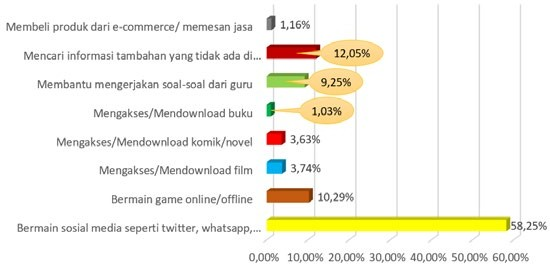 Membeli produk dari e-commerce/ memesan jasa
1,16%
Mencari informasi tambahan yang tidak ada di...
12,05%
Membantu mengerjakan soal-soal dari guru
9,25%
Mengakses/Mendownload buku
1,03%
Mengakses/Mendownload komik/novel
3,63%
Mengakses/Mendownload film
3,74%
Bermain game online/offline
10,29%
Bermain sosial media seperti twitter, whatsapp,...
58,25%
0,00% 10,00% 20,00% 30,00% 40,00% 50,00% 60,00%